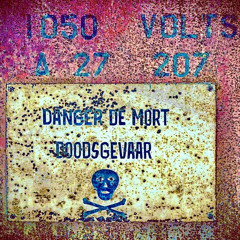 1050 VOLTS
A 27 207
DANGER DE MORT
DOODSGEVAAR